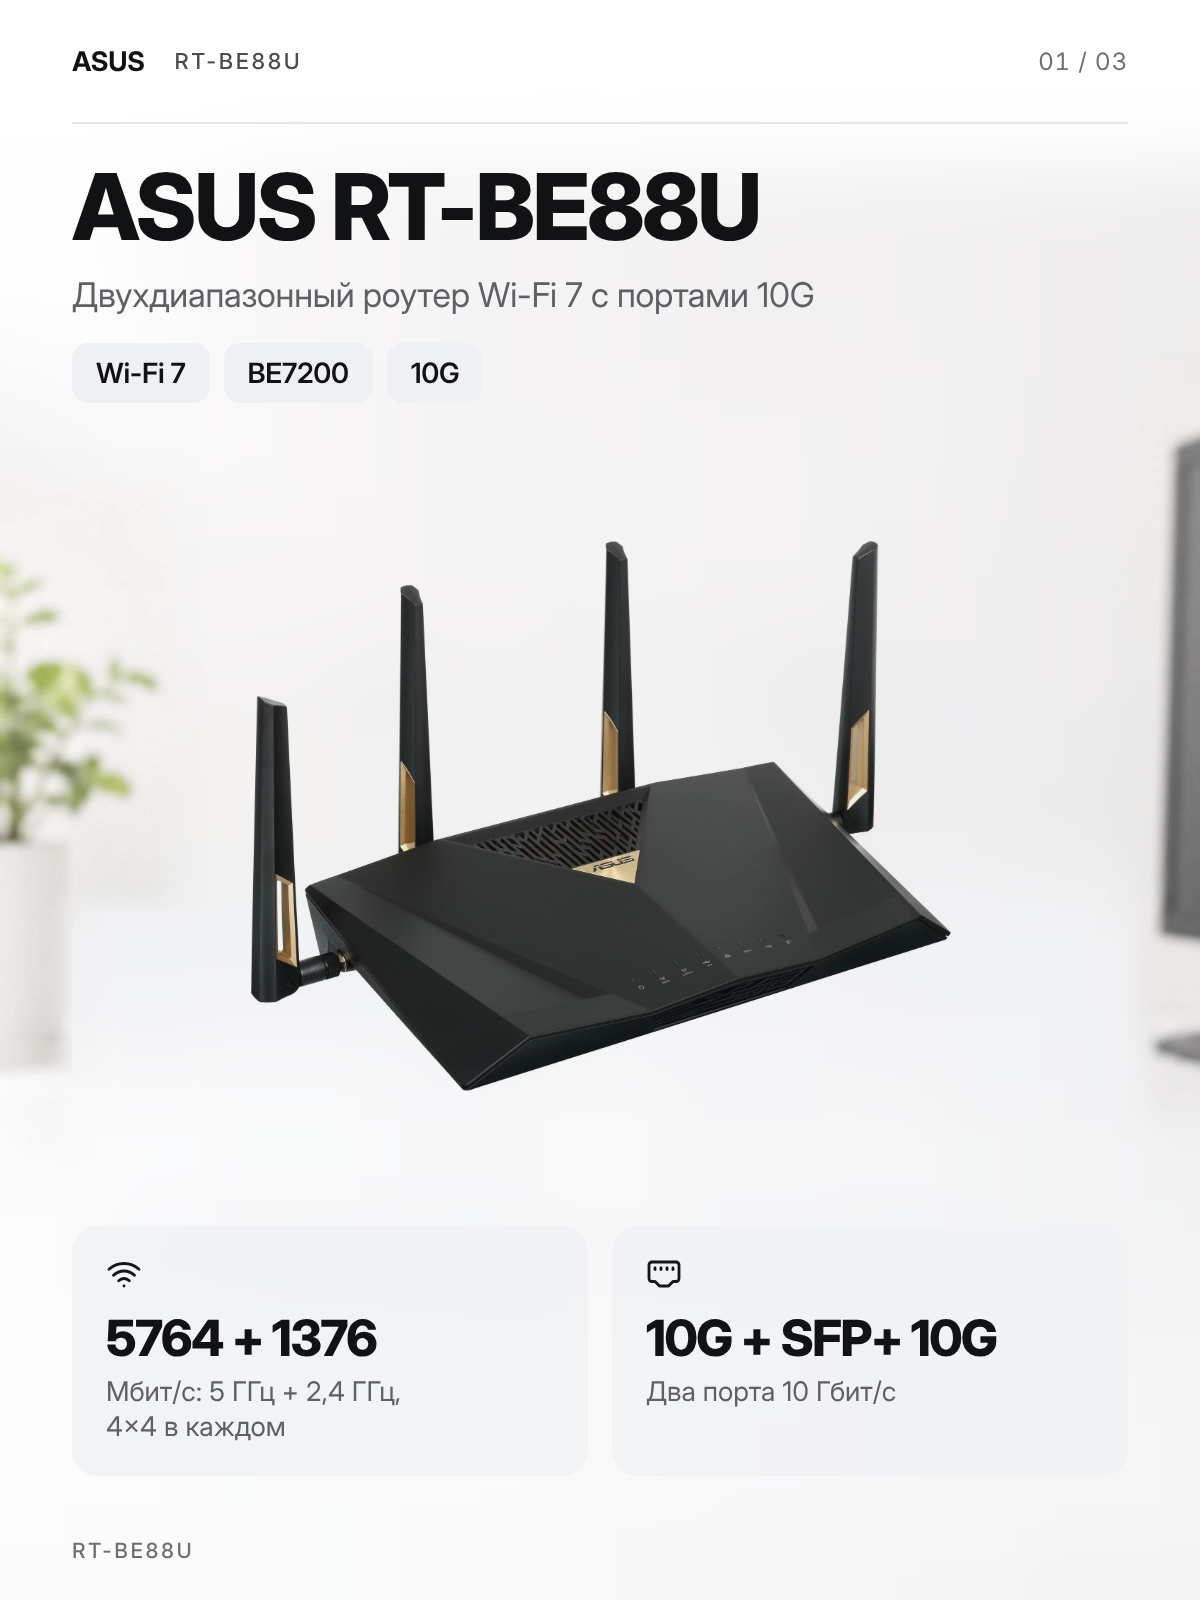 ASUS RT-BE88U 01 / 03
ASUS RT-BE88U
Двухдиапазонный роутер Wi-Fi 7 с портами 10G
Wi-Fi 7 BE7200 10G
ASUS
5764 + 1376
Мбит/с: 5 ГГц + 2,4 ГГц,
4×4 в каждом
10G + SFP+ 10G
Два порта 10 Гбит/с
RT-BE88U